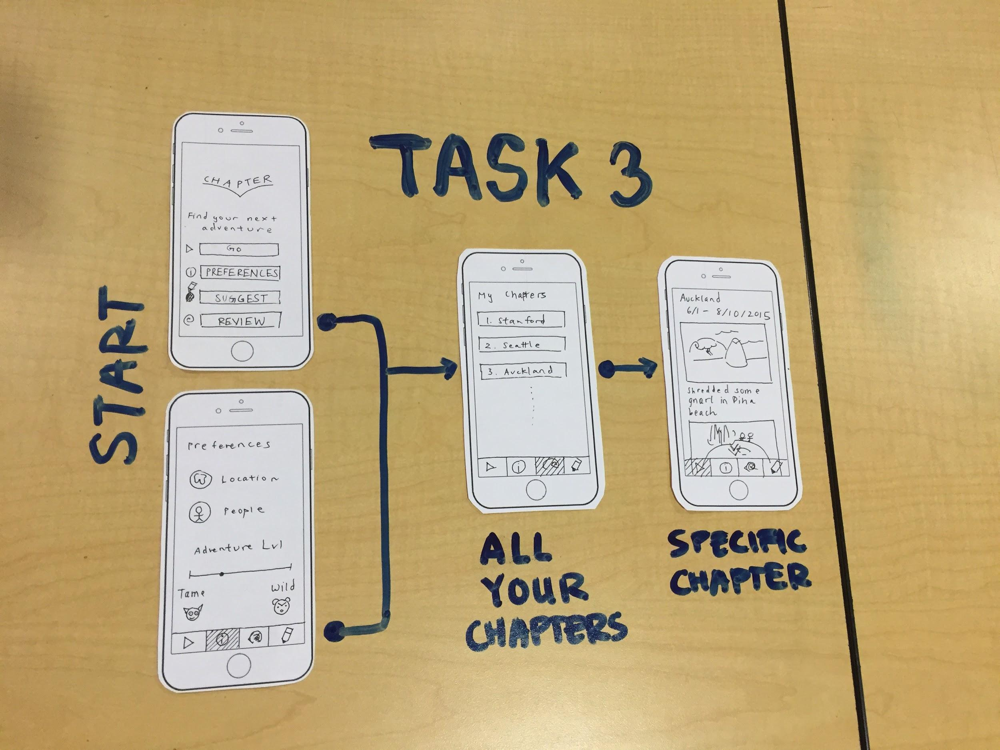 TASK 3
START
CHAPTER
Find your next
adventure
GO
PREFERENCES
SUGGEST
REVIEW
Preferences
Location
People
Adventure Lvl
Tame
Wild
My Chapters
1. Stanford
2. Seattle
3. Auckland
ALL
YOUR
CHAPTERS
Auckland
6/1 - 8/10/2015
Shredded some
gnarl in Piha
beach
SPECIFIC
CHAPTER